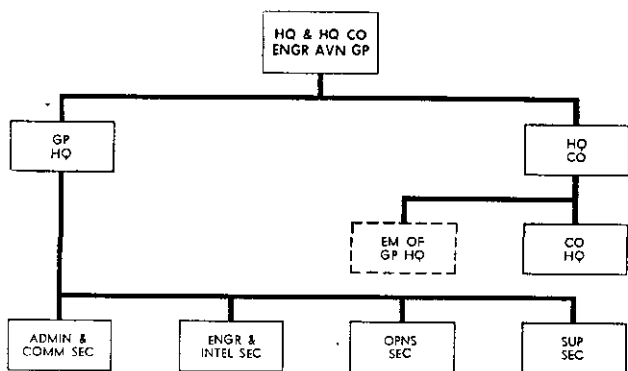 HQ & HQ CO
ENGR AVN GP
GP
HQ
HQ
CO
EM OF
GP HQ
CO
HQ
ADMIN &
COMM SEC
ENGR &
INTEL SEC
OPNS
SEC
SUP
SEC